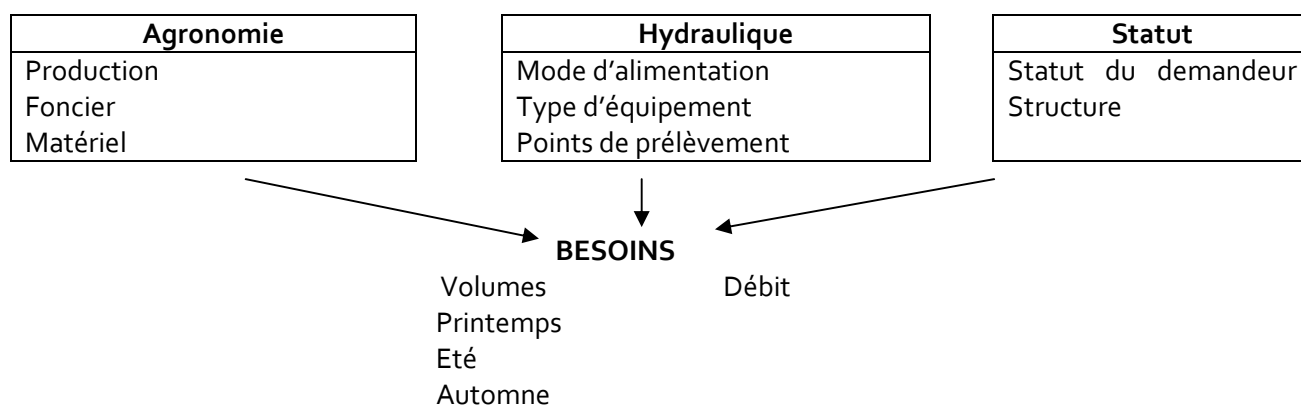 Agronomie
Production
Foncier
Matériel
Hydraulique
Mode d'alimentation
Type d'équipement
Points de prélèvement
Statut
Statut du demandeur
Structure
BESOINS
Volumes
Printemps
Eté
Automne
Débit